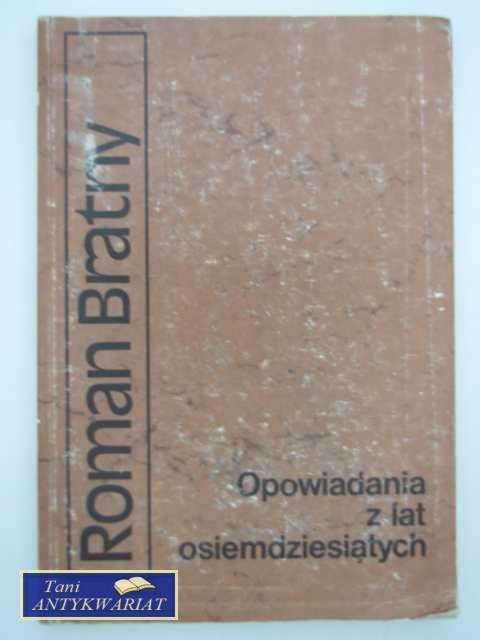 Roman Bratny
Opowiadania
z lat
osiemdziesiątych
Tani
ANTYKWARIAT